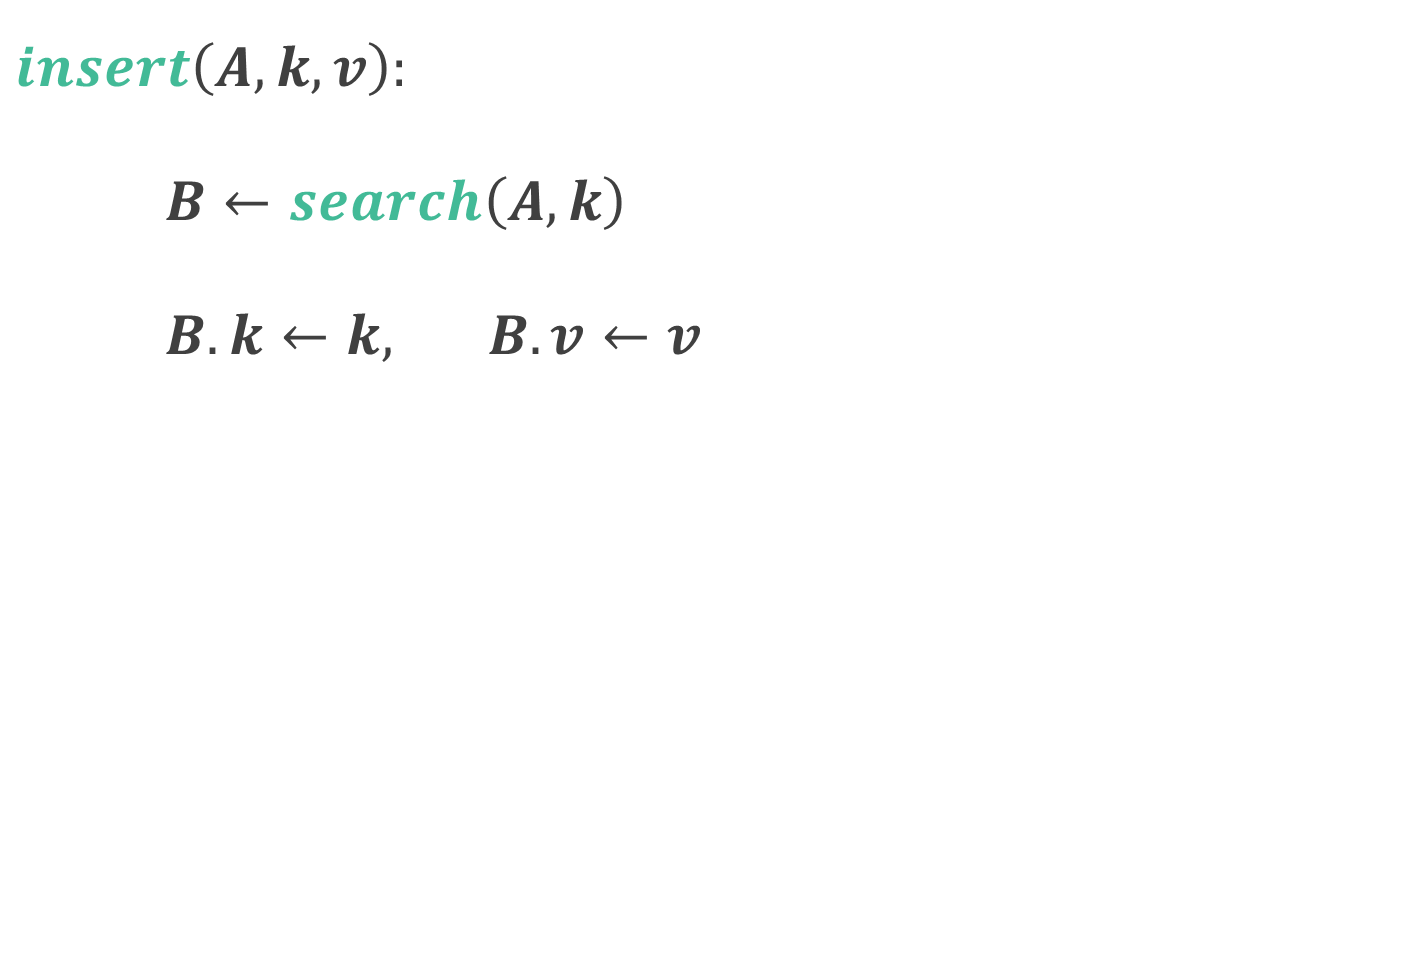 insert(A, k, v):
B ← search(A, k)
B. k ← k, B. v ← v